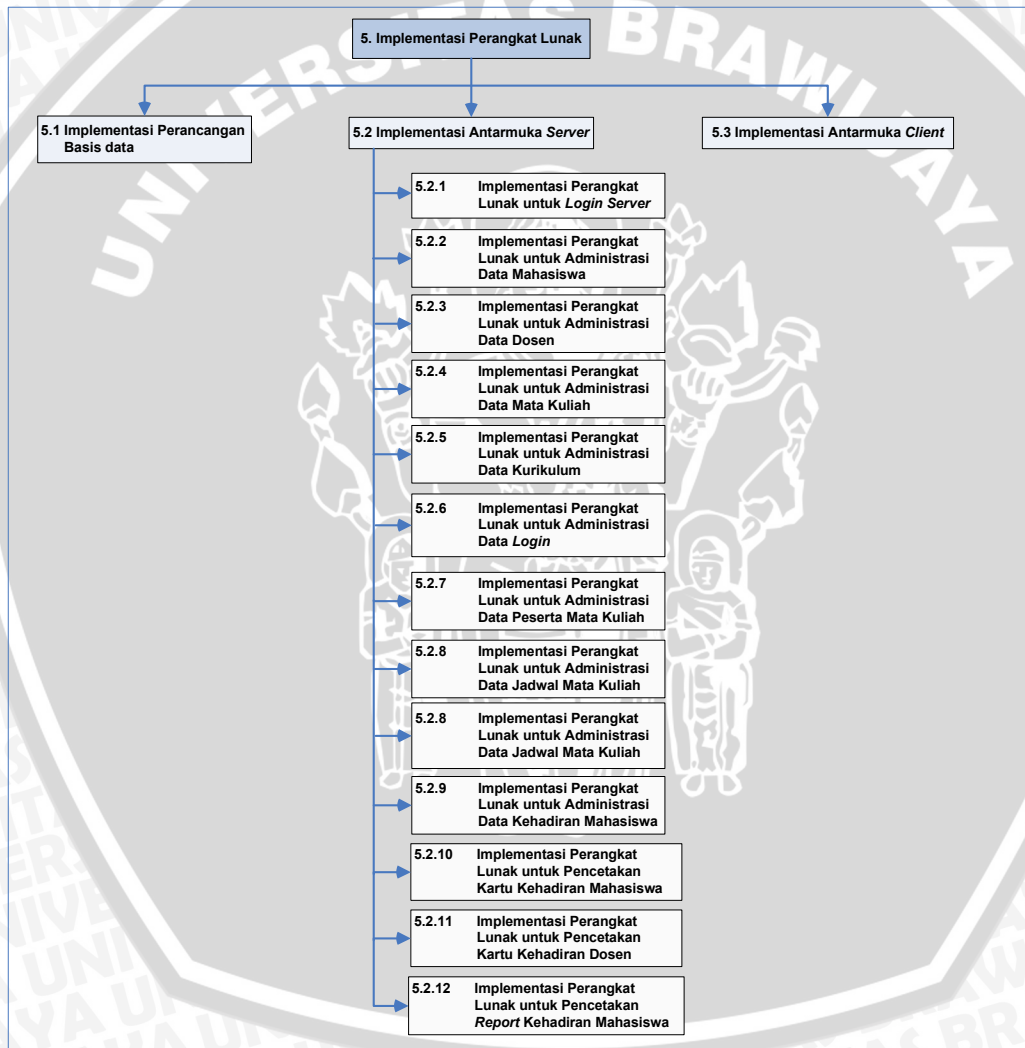 UNIVERSITAS BRAWIJAYA
5. Implementasi Perangkat Lunak
5.1 Implementasi Perancangan
Basis data
5.2 Implementasi Antarmuka Server
5.3 Implementasi Antarmuka Client
5.2.1 Implementasi Perangkat
Lunak untuk Login Server
5.2.2 Implementasi Perangkat
Lunak untuk Administrasi
Data Mahasiswa
5.2.3 Implementasi Perangkat
Lunak untuk Administrasi
Data Dosen
5.2.4 Implementasi Perangkat
Lunak untuk Administrasi
Data Mata Kuliah
5.2.5 Implementasi Perangkat
Lunak untuk Administrasi
Data Kurikulum
5.2.6 Implementasi Perangkat
Lunak untuk Administrasi
Data Login
5.2.7 Implementasi Perangkat
Lunak untuk Administrasi
Data Peserta Mata Kuliah
5.2.8 Implementasi Perangkat
Lunak untuk Administrasi
Data Jadwal Mata Kuliah
5.2.8 Implementasi Perangkat
Lunak untuk Administrasi
Data Jadwal Mata Kuliah
5.2.9 Implementasi Perangkat
Lunak untuk Administrasi
Data Kehadiran Mahasiswa
5.2.10 Implementasi Perangkat
Lunak untuk Pencetakan
Kartu Kehadiran Mahasiswa
5.2.11 Implementasi Perangkat
Lunak untuk Pencetakan
Kartu Kehadiran Dosen
5.2.12 Implementasi Perangkat
Lunak untuk Pencetakan
Report Kehadiran Mahasiswa